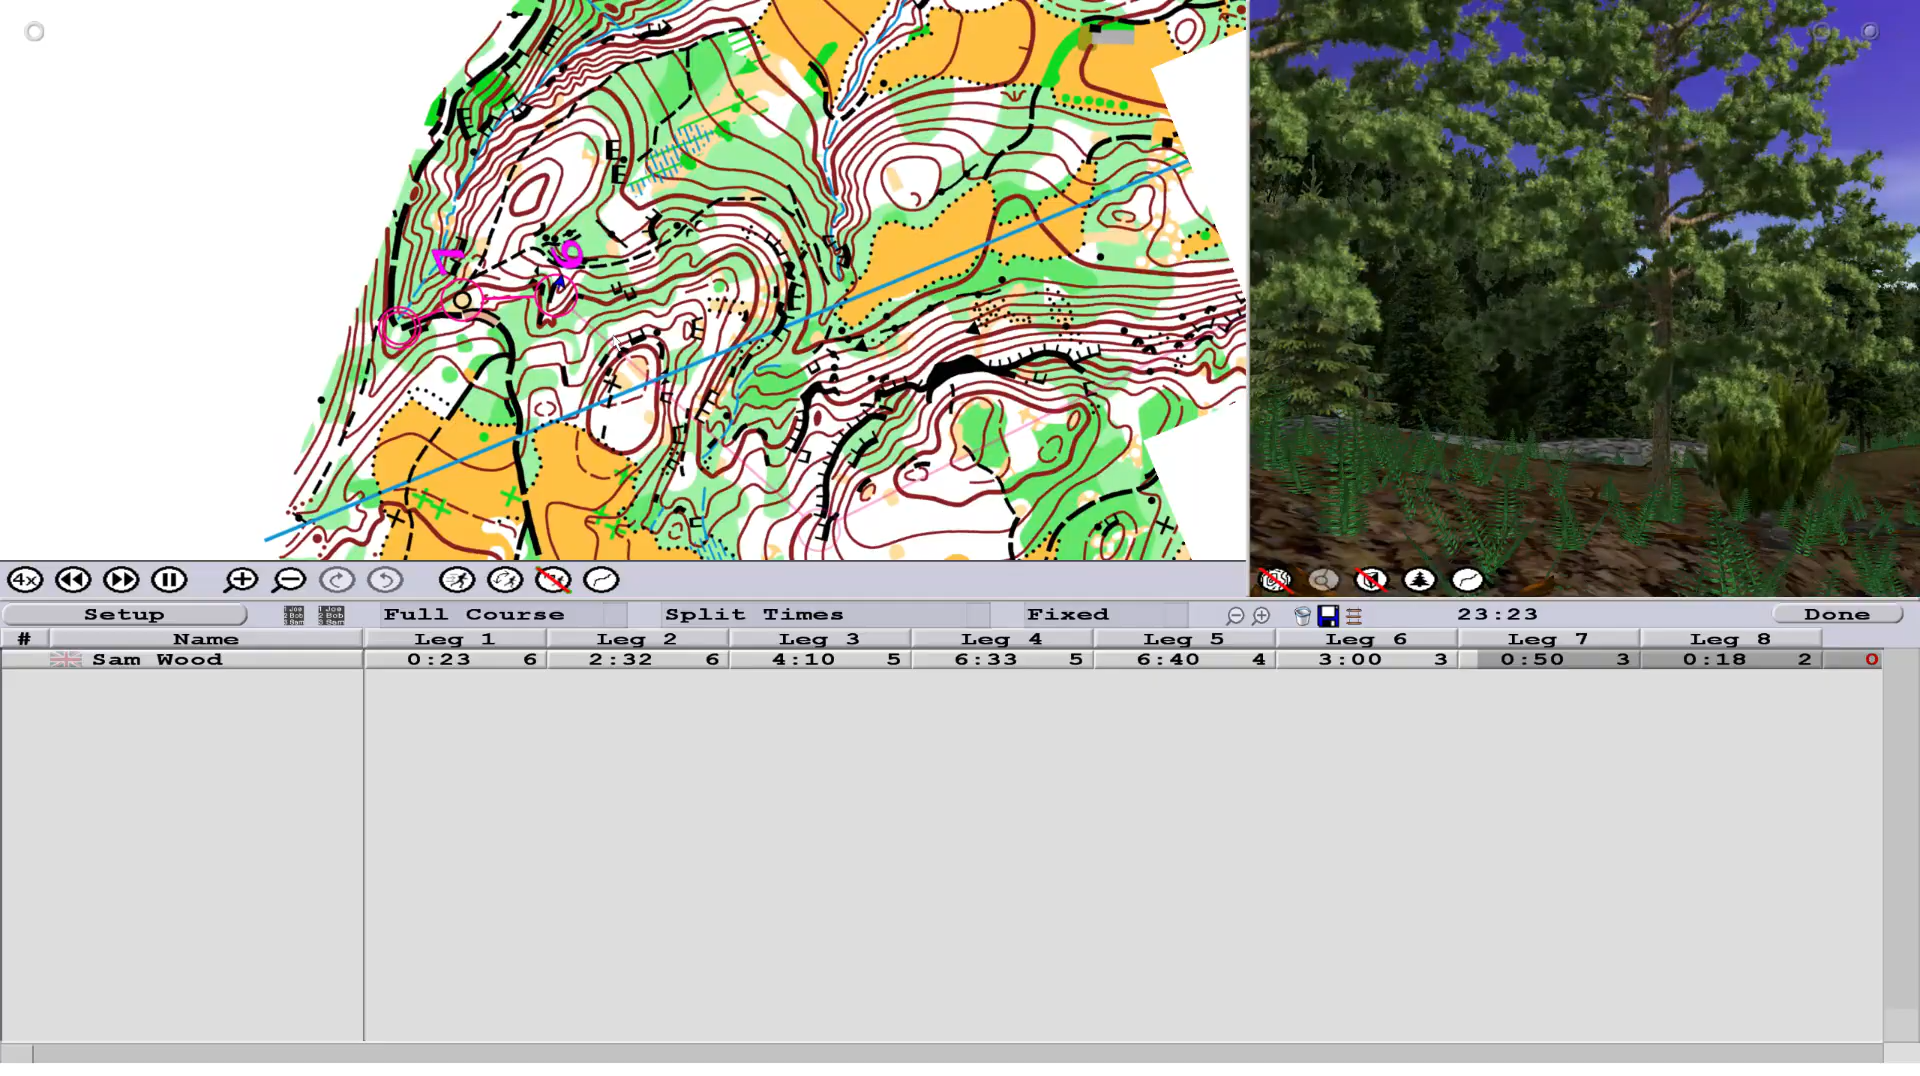 7 6
4x
Setup Full Course Split Times Fixed 23:23 Done
# Name Leg 1 Leg 2 Leg 3 Leg 4 Leg 5 Leg 6 Leg 7 Leg 8
Sam Wood 0:23 6 2:32 6 4:10 5 6:33 5 6:40 4 3:00 3 0:50 3 0:18 2 0